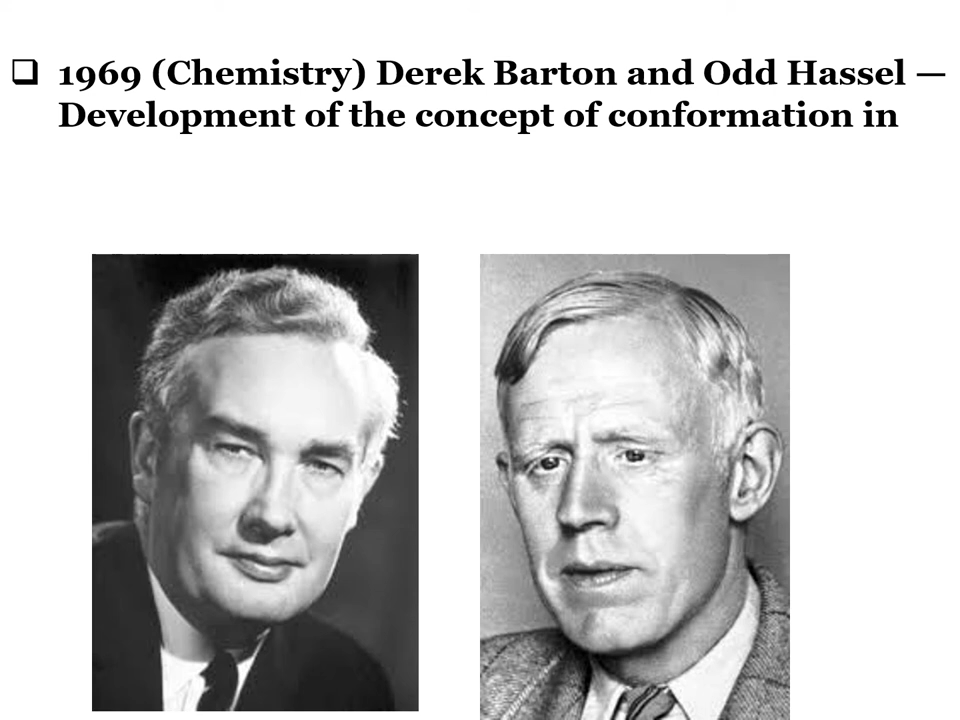 1969 (Chemistry) Derek Barton and Odd Hassel —
Development of the concept of conformation in